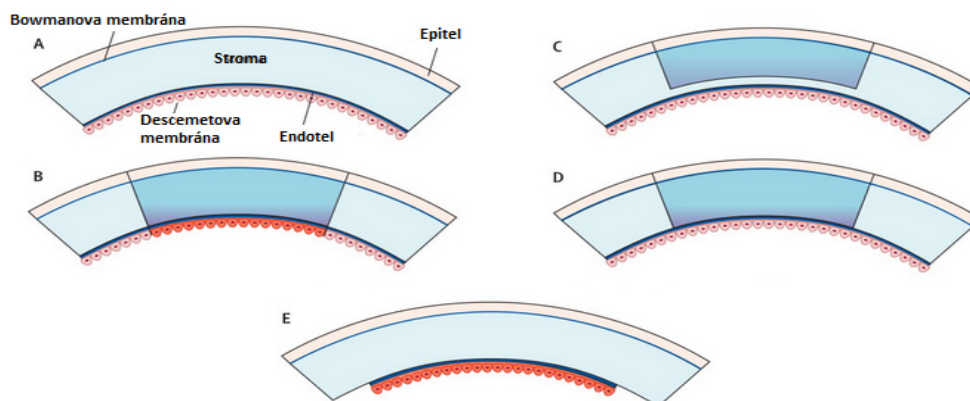 Bowmanova membrána
Epitel
A
Stroma
Descemetova
membrána
Endotel
C
B
D
E